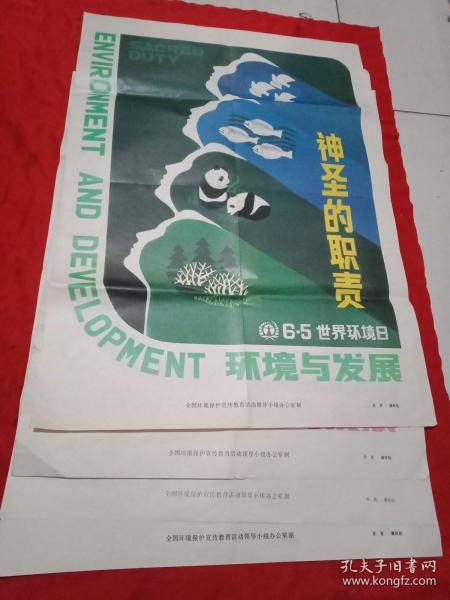 SACRED
DUTY
ENVIRONMENT AND DEVELOPMENT 环境与发展
神圣的职责
6·5 世界环境日
全国环境保护宣传教育活动领导小组办公室制
全国环境保护宣传教育活动领导小组办公室制
全国环境保护宣传教育活动领导小组办公室制
全国环境保护宣传教育活动领导小组办公室制
孔夫子旧书网
www.kongfz.com